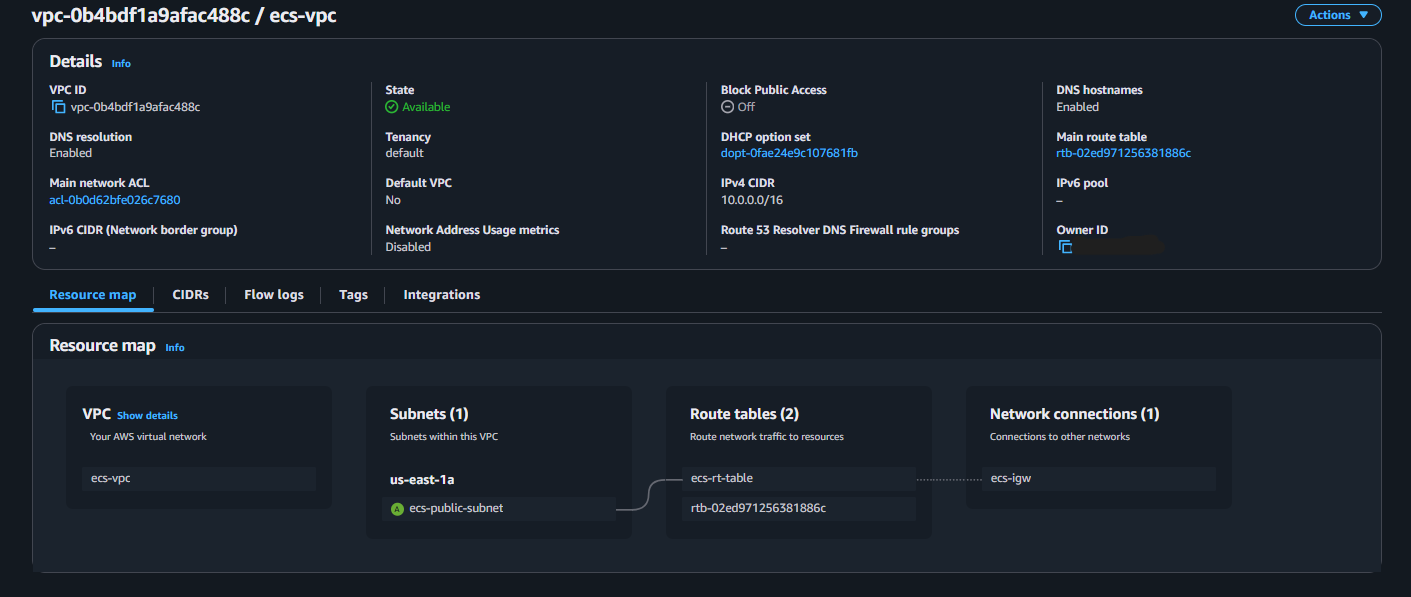 vpc-0b4bdf1a9afac488c / ecs-vpc
Actions
Details Info
VPC ID
vpc-0b4bdf1a9afac488c
State
Available
Block Public Access
Off
DNS hostnames
Enabled
DNS resolution
Enabled
Tenancy
default
DHCP option set
dopt-0fae24e9c107681fb
Main route table
rtb-02ed971256381886c
Main network ACL
acl-0b0d62bfe026c7680
Default VPC
No
IPv4 CIDR
10.0.0.0/16
IPv6 pool
–
IPv6 CIDR (Network border group)
–
Network Address Usage metrics
Disabled
Route 53 Resolver DNS Firewall rule groups
–
Owner ID
Resource map
CIDRs
Flow logs
Tags
Integrations
Resource map Info
VPC Show details
Your AWS virtual network
ecs-vpc
Subnets (1)
Subnets within this VPC
us-east-1a
A ecs-public-subnet
Route tables (2)
Route network traffic to resources
ecs-rt-table
rtb-02ed971256381886c
Network connections (1)
Connections to other networks
ecs-igw